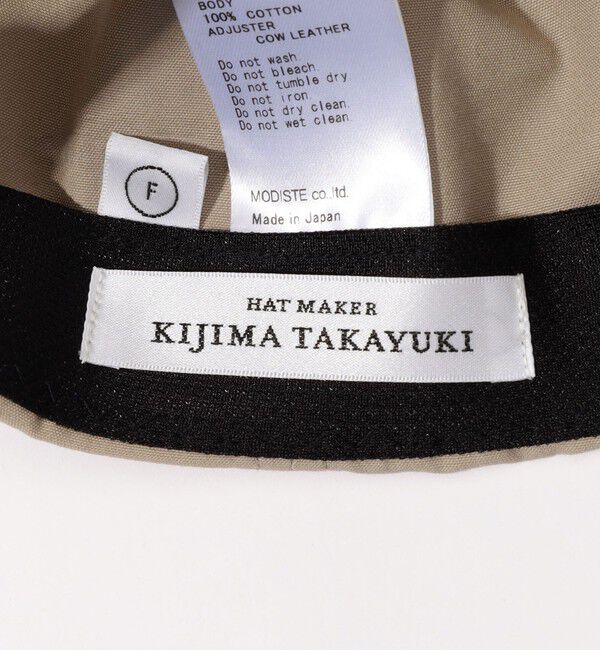 BODY
100% COTTON
ADJUSTER
COW LEATHER
Do not wash.
Do not bleach.
Do not tumble dry.
Do not iron.
Do not dry clean.
Do not wet clean.
F
MODISTE co.,ltd.
Made in Japan
HAT MAKER
KIJIMA TAKAYUKI